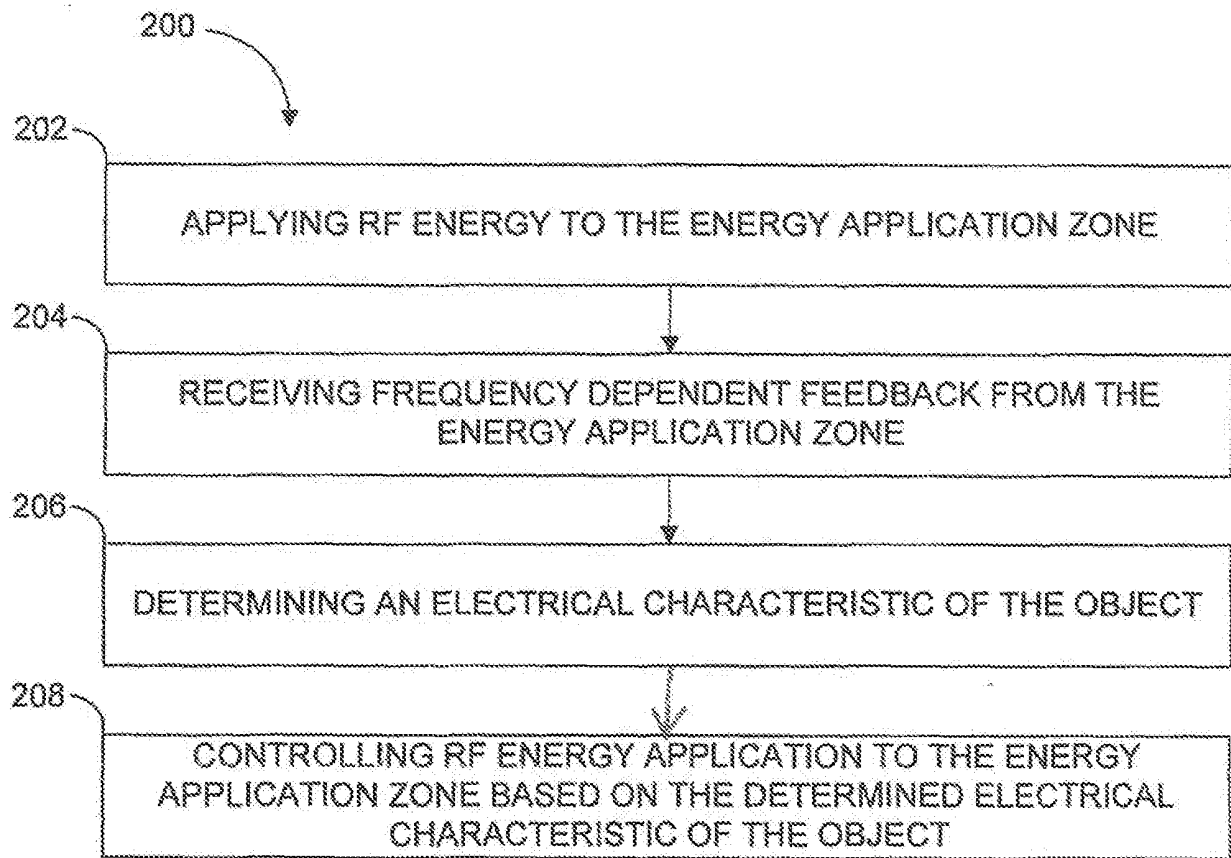 200
202
APPLYING RF ENERGY TO THE ENERGY APPLICATION ZONE
204
RECEIVING FREQUENCY DEPENDENT FEEDBACK FROM THE
ENERGY APPLICATION ZONE
206
DETERMINING AN ELECTRICAL CHARACTERISTIC OF THE OBJECT
208
CONTROLLING RF ENERGY APPLICATION TO THE ENERGY
APPLICATION ZONE BASED ON THE DETERMINED ELECTRICAL
CHARACTERISTIC OF THE OBJECT